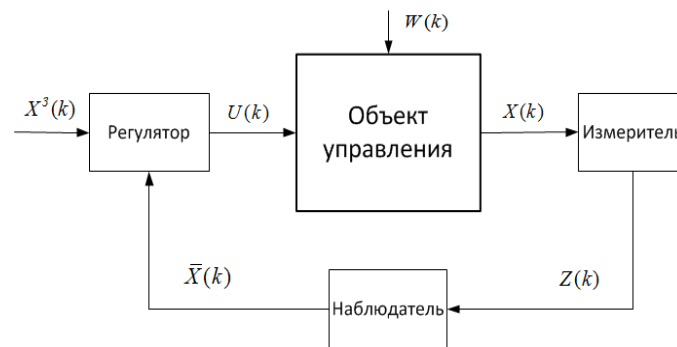 W(k)
X³(k)
Регулятор
U(k)
Объект
управления
X(k)
Измеритель
X̅(k)
Наблюдатель
Z(k)